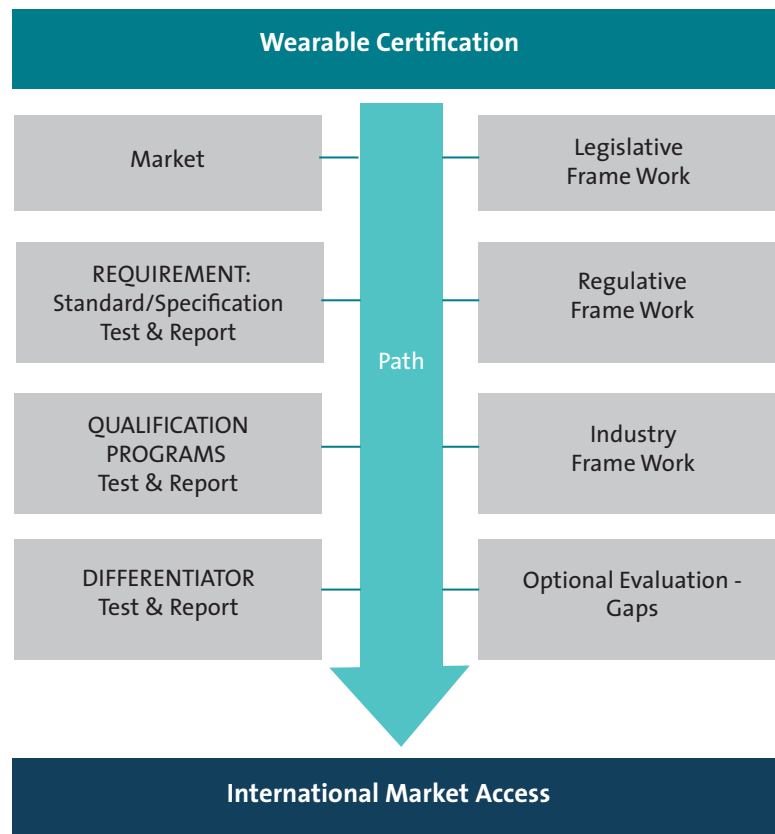 Wearable Certification
Market
Legislative
Frame Work
REQUIREMENT:
Standard/Specification
Test & Report
Regulative
Frame Work
Path
QUALIFICATION
PROGRAMS
Test & Report
Industry
Frame Work
DIFFERENTIATOR
Test & Report
Optional Evaluation -
Gaps
International Market Access